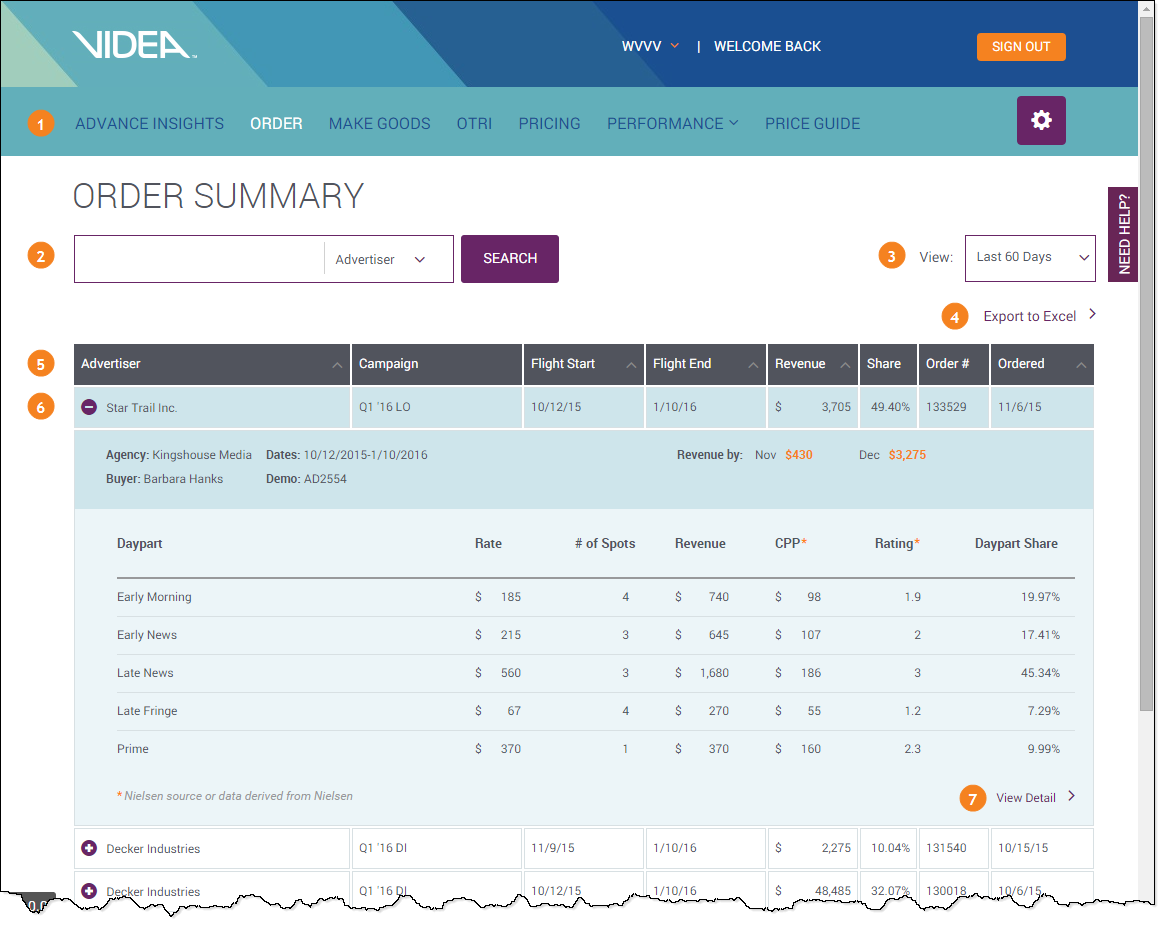 VIDEA™
WVVV | WELCOME BACK
SIGN OUT
1 ADVANCE INSIGHTS ORDER MAKE GOODS OTRI PRICING PERFORMANCE PRICE GUIDE
ORDER SUMMARY
NEED HELP?
2 Advertiser SEARCH 3 View: Last 60 Days
4 Export to Excel
5 Advertiser Campaign Flight Start Flight End Revenue Share Order # Ordered
6 Star Trail Inc. Q1 '16 LO 10/12/15 1/10/16 $ 3,705 49.40% 133529 11/6/15
Agency: Kingshouse Media Dates: 10/12/2015-1/10/2016 Revenue by: Nov $430 Dec $3,275
Buyer: Barbara Hanks Demo: AD2554
Daypart Rate # of Spots Revenue CPP* Rating* Daypart Share
Early Morning $ 185 4 $ 740 $ 98 1.9 19.97%
Early News $ 215 3 $ 645 $ 107 2 17.41%
Late News $ 560 3 $ 1,680 $ 186 3 45.34%
Late Fringe $ 67 4 $ 270 $ 55 1.2 7.29%
Prime $ 370 1 $ 370 $ 160 2.3 9.99%
* Nielsen source or data derived from Nielsen
7 View Detail
Decker Industries Q1 '16 DI 11/9/15 1/10/16 $ 2,275 10.04% 131540 10/15/15
Decker Industries Q1 '16 DI 10/12/15 1/10/16 $ 48,485 32.07% 130018 10/6/15